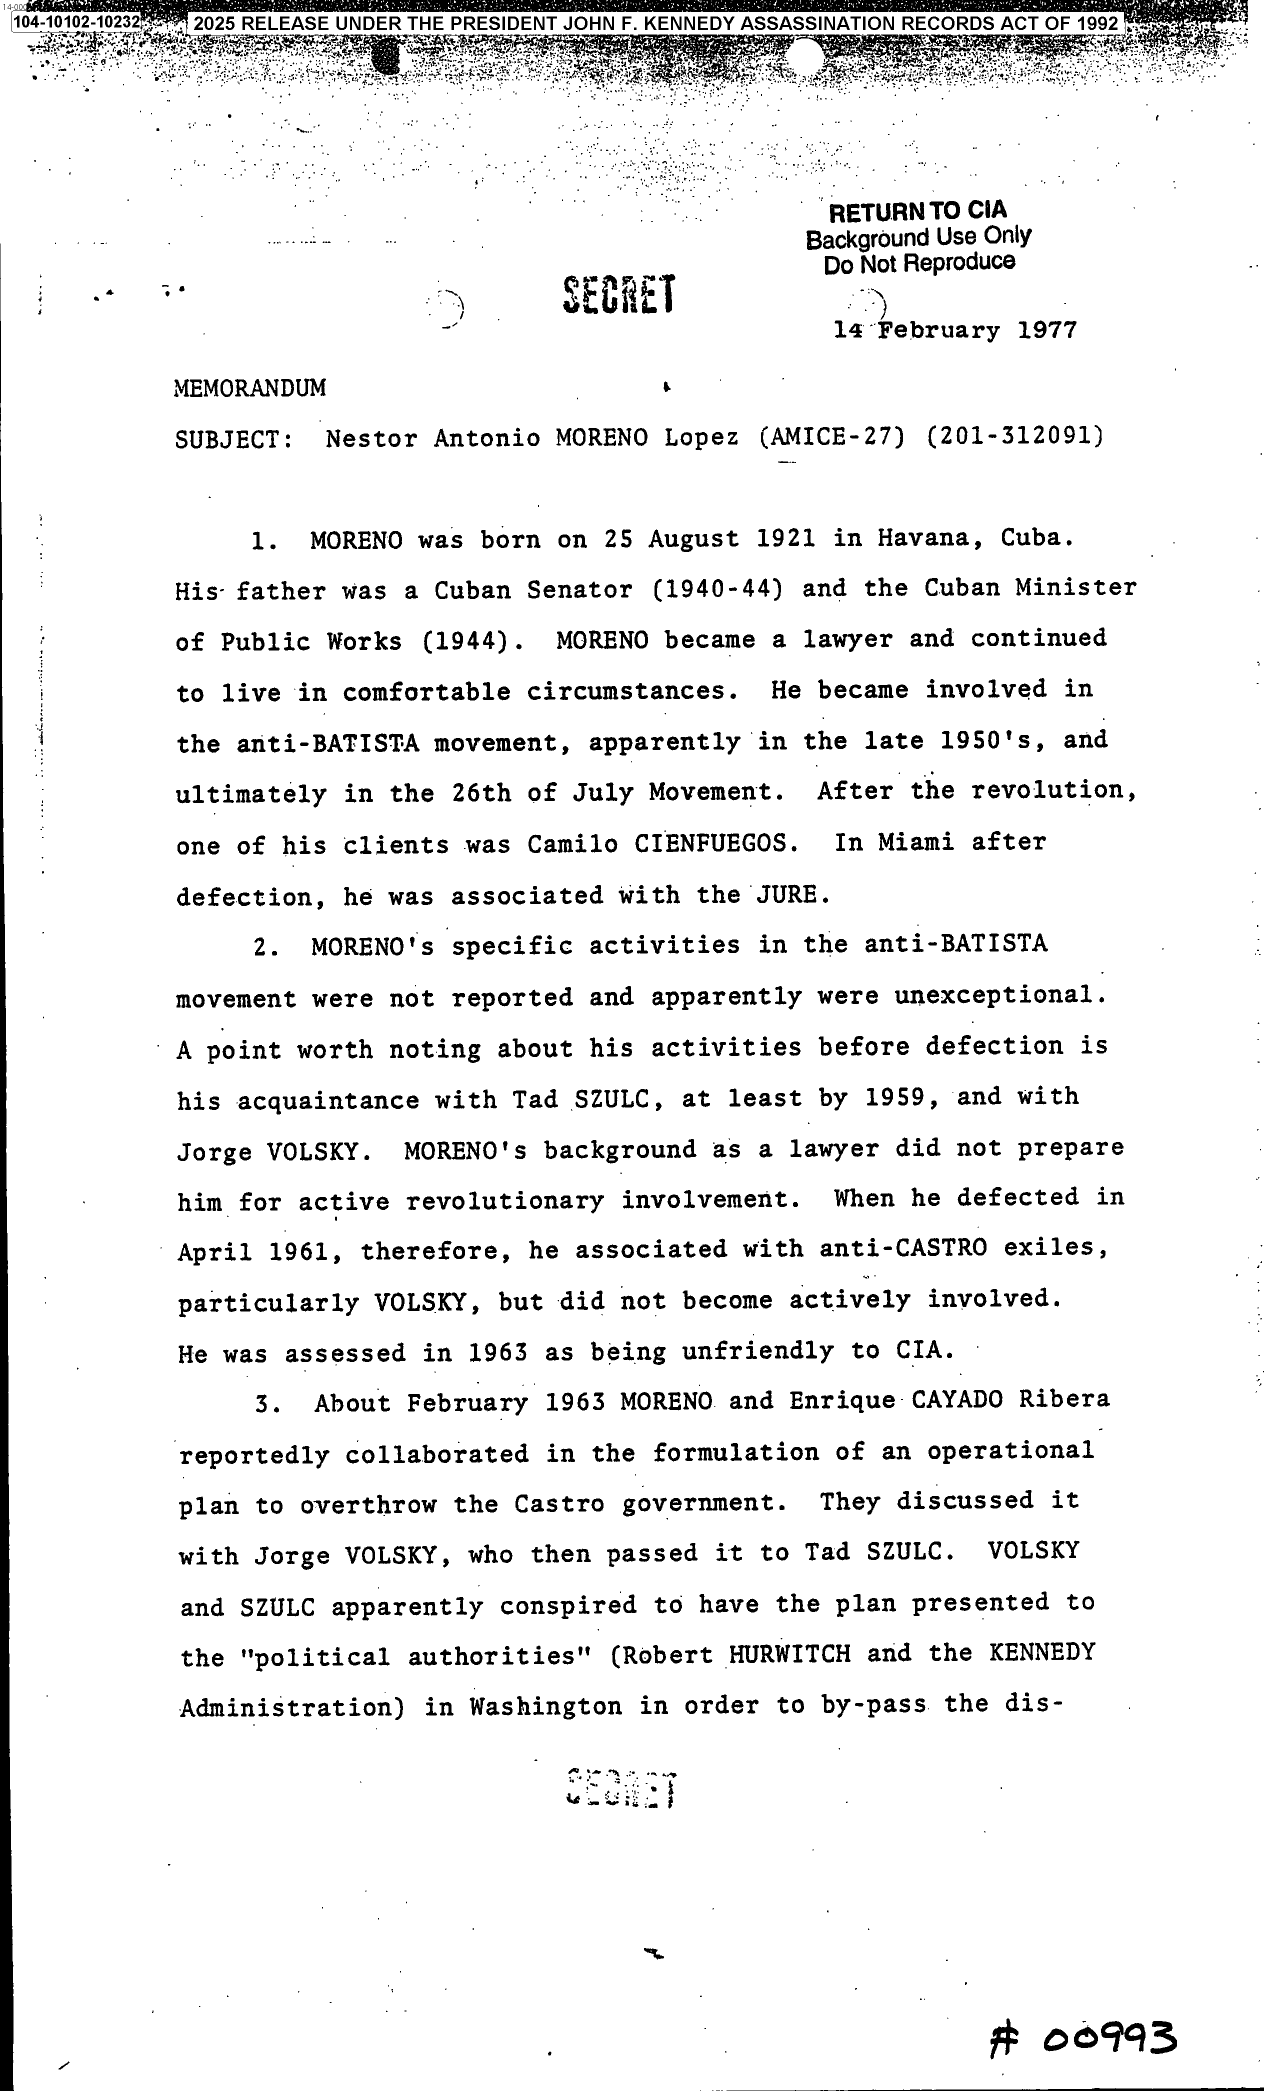 104-10102-10232
2025 RELEASE UNDER THE PRESIDENT JOHN F. KENNEDY ASSASSINATION RECORDS ACT OF 1992
RETURN TO CIA
Background Use Only
Do Not Reproduce
SECRET
14 February 1977
MEMORANDUM
SUBJECT: Nestor Antonio MORENO Lopez (AMICE-27) (201-312091)
1. MORENO was born on 25 August 1921 in Havana, Cuba.
His father was a Cuban Senator (1940-44) and the Cuban Minister
of Public Works (1944). MORENO became a lawyer and continued
to live in comfortable circumstances. He became involved in
the anti-BATISTA movement, apparently in the late 1950's, and
ultimately in the 26th of July Movement. After the revolution,
one of his clients was Camilo CIENFUEGOS. In Miami after
defection, he was associated with the JURE.
2. MORENO's specific activities in the anti-BATISTA
movement were not reported and apparently were unexceptional.
A point worth noting about his activities before defection is
his acquaintance with Tad SZULC, at least by 1959, and with
Jorge VOLSKY. MORENO's background as a lawyer did not prepare
him for active revolutionary involvement. When he defected in
April 1961, therefore, he associated with anti-CASTRO exiles,
particularly VOLSKY, but did not become actively involved.
He was assessed in 1963 as being unfriendly to CIA.
3. About February 1963 MORENO and Enrique CAYADO Ribera
reportedly collaborated in the formulation of an operational
plan to overthrow the Castro government. They discussed it
with Jorge VOLSKY, who then passed it to Tad SZULC. VOLSKY
and SZULC apparently conspired to have the plan presented to
the "political authorities" (Robert HURWITCH and the KENNEDY
Administration) in Washington in order to by-pass the dis-
SECRET
# 00993